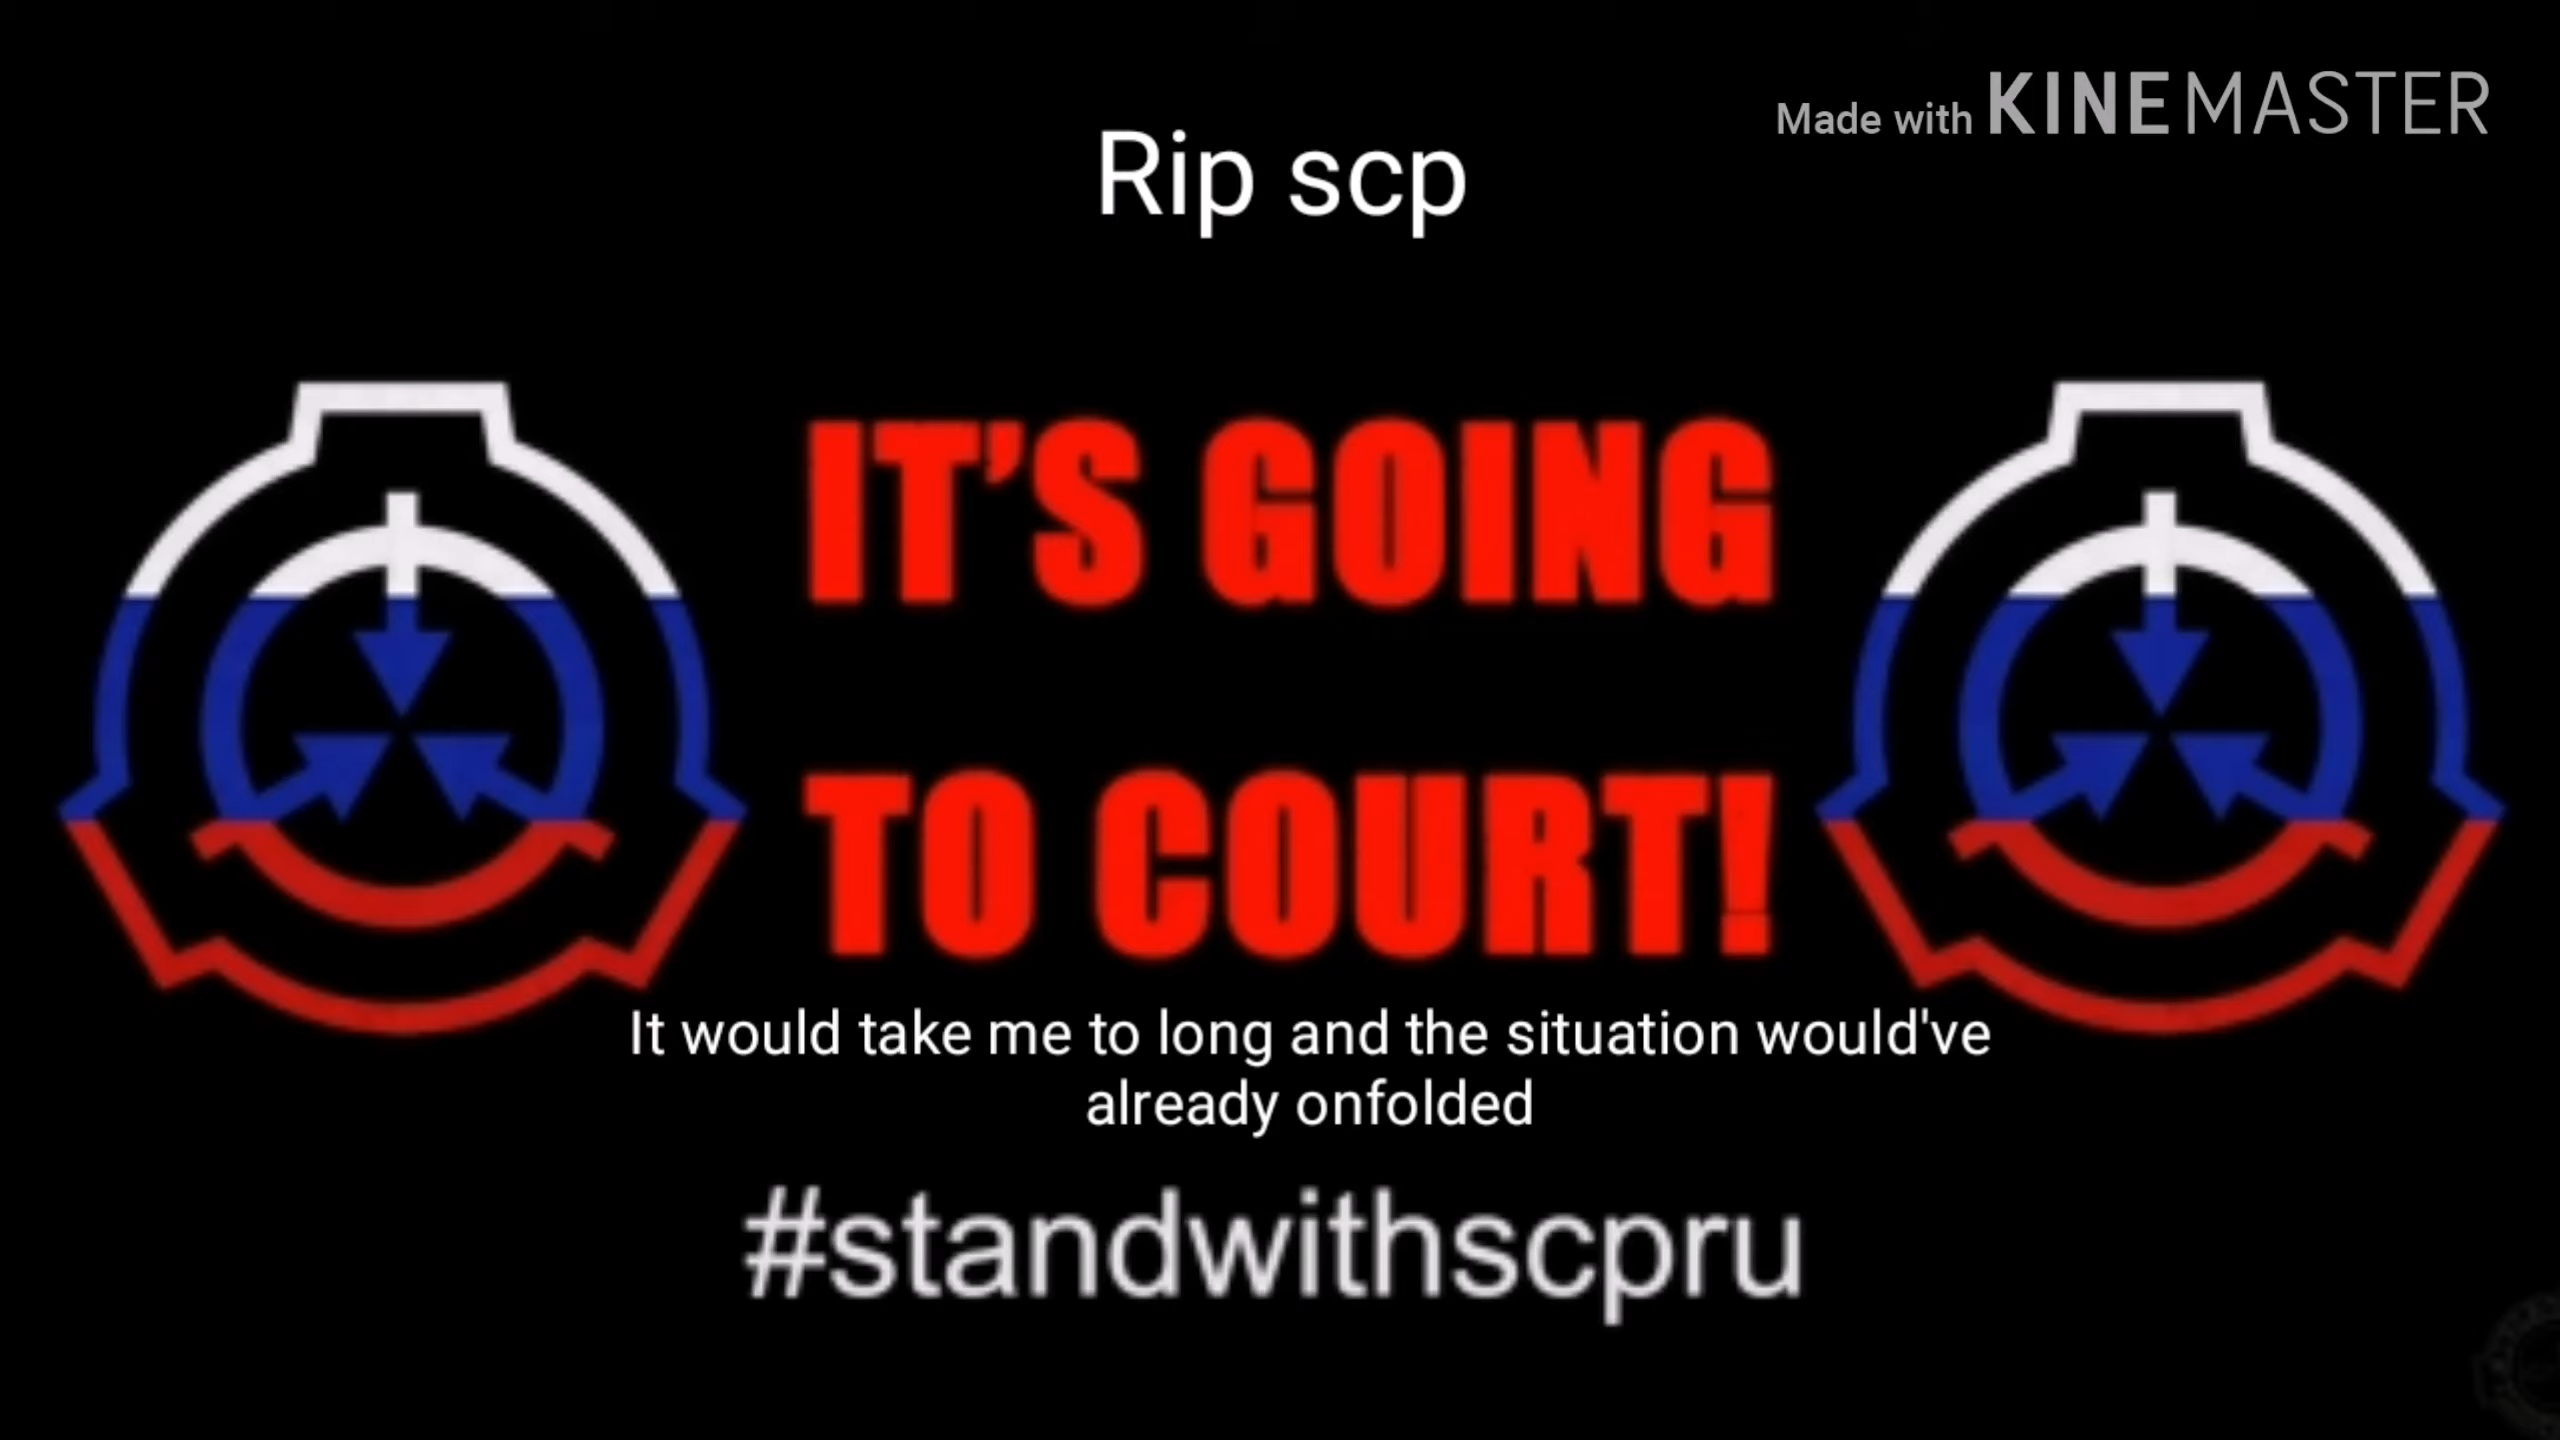 Made with KINEMASTER
Rip scp
IT'S GOING
TO COURT!
It would take me to long and the situation would've
already onfolded
#standwithscpru